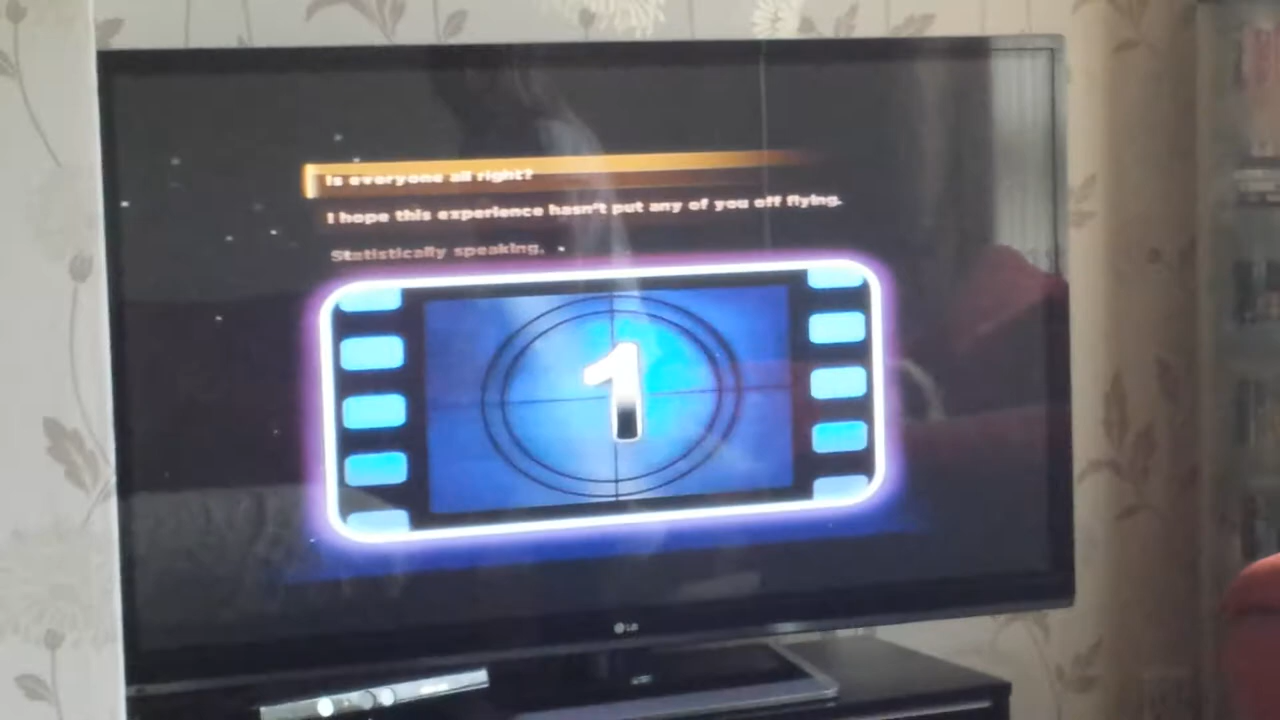 Is everyone all right?
I hope this experience hasn't put any of you off flying.
Statistically speaking.
1
LG